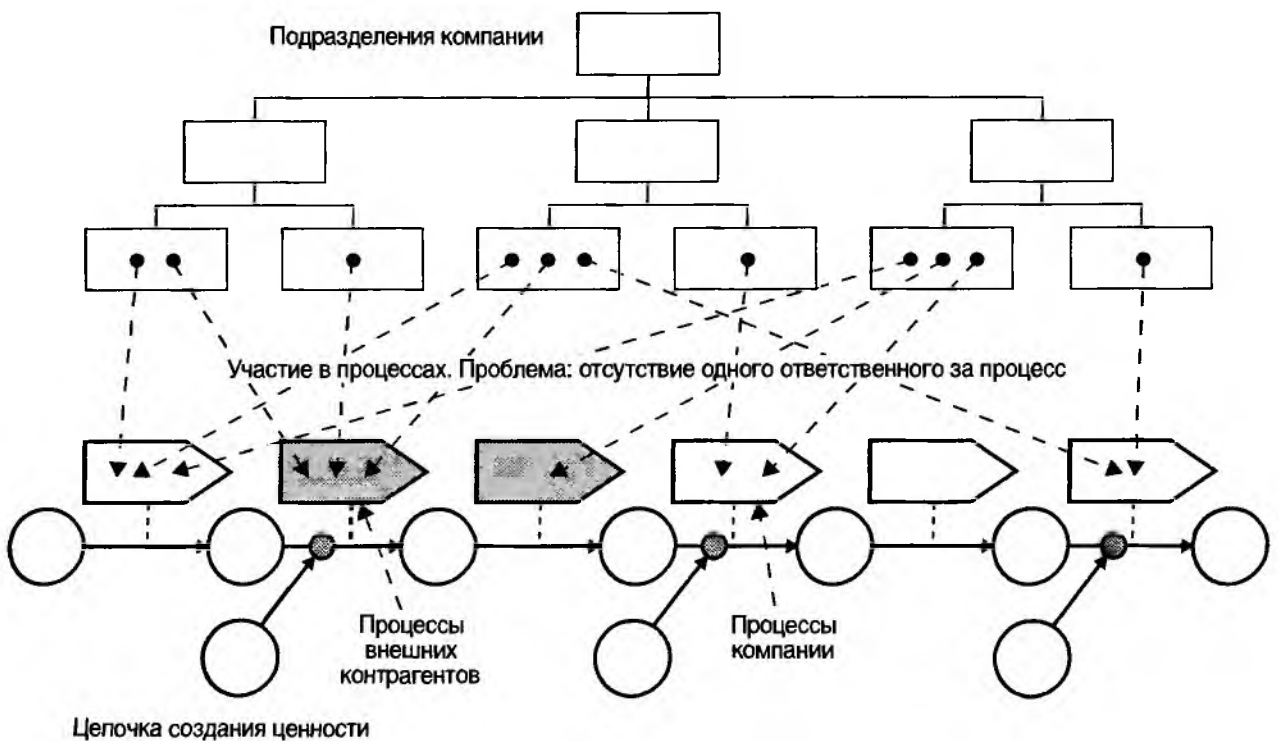 Подразделения компании
Участие в процессах. Проблема: отсутствие одного ответственного за процесс
Процессы
внешних
контрагентов
Процессы
компании
Цепочка создания ценности